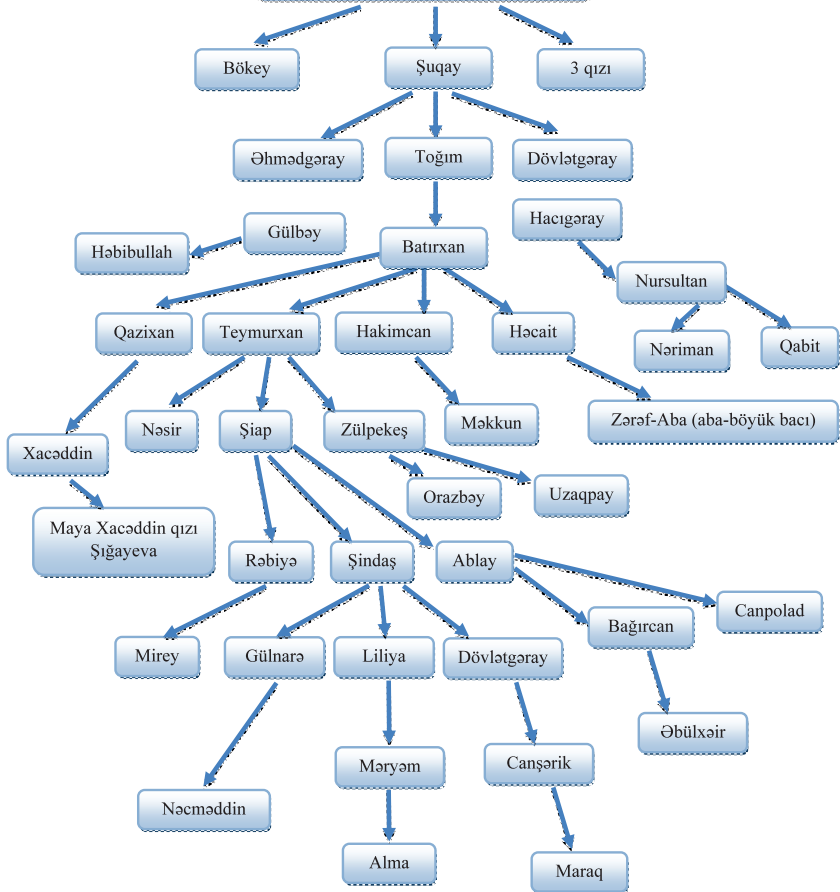 Bökey
Şuqay
3 qızı
Əhmədgəray
Toğım
Dövlətgəray
Hacıgəray
Gülbəy
Həbibullah
Batırxan
Nursultan
Qazixan
Teymurxan
Hakimcan
Həcait
Nəriman
Qabit
Nəsir
Şiap
Zülpekeş
Məkkun
Zərəf-Aba (aba-böyük bacı)
Xacəddin
Orazbəy
Uzaqpay
Maya Xacəddin qızı
Şığayeva
Rəbiyə
Şindaş
Ablay
Canpolad
Bağırcan
Mirey
Gülnarə
Liliya
Dövlətgəray
Əbülxəir
Məryəm
Canşərik
Nəcməddin
Alma
Maraq